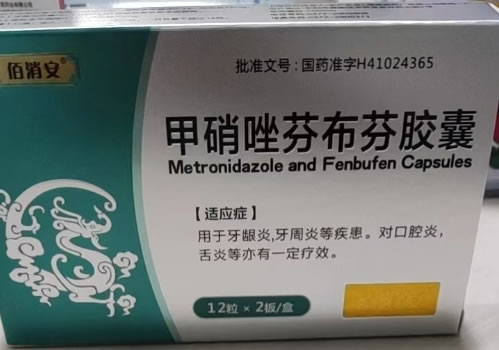 佰消安®
批准文号：国药准字H41024365
甲硝唑芬布芬胶囊
Metronidazole and Fenbufen Capsules
【适应症】
用于牙龈炎,牙周炎等疾患。对口腔炎,
舌炎等亦有一定疗效。
12粒 × 2板/盒